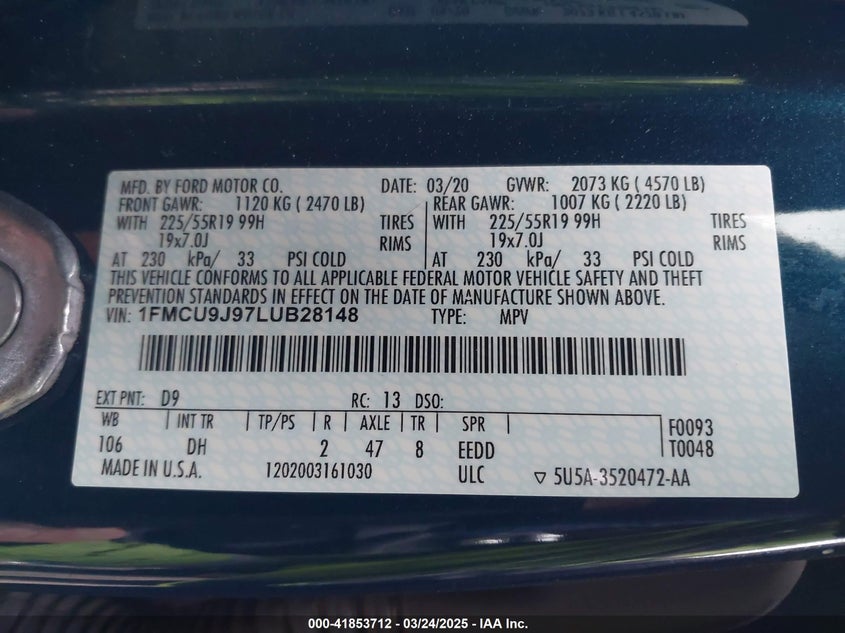 MFD. BY FORD MOTOR CO. DATE: 03/20 GVWR: 2073 KG ( 4570 LB)
FRONT GAWR: 1120 KG ( 2470 LB) REAR GAWR: 1007 KG ( 2220 LB)
WITH 225/55R19 99H TIRES WITH 225/55R19 99H TIRES
19x7.0J RIMS 19x7.0J RIMS
AT 230 kPa/ 33 PSI COLD AT 230 kPa/ 33 PSI COLD
THIS VEHICLE CONFORMS TO ALL APPLICABLE FEDERAL MOTOR VEHICLE SAFETY AND THEFT
PREVENTION STANDARDS IN EFFECT ON THE DATE OF MANUFACTURE SHOWN ABOVE.
VIN: 1FMCU9J97LUB28148 TYPE: MPV
EXT PNT: D9 RC: 13 DSO:
WB INT TR TP/PS R AXLE TR SPR F0093
106 DH 2 47 8 EEDD T0048
MADE IN U.S.A. 1202003161030 ULC ▽ 5U5A-3520472-AA
000-41853712 — 03/24/2025 — IAA Inc.